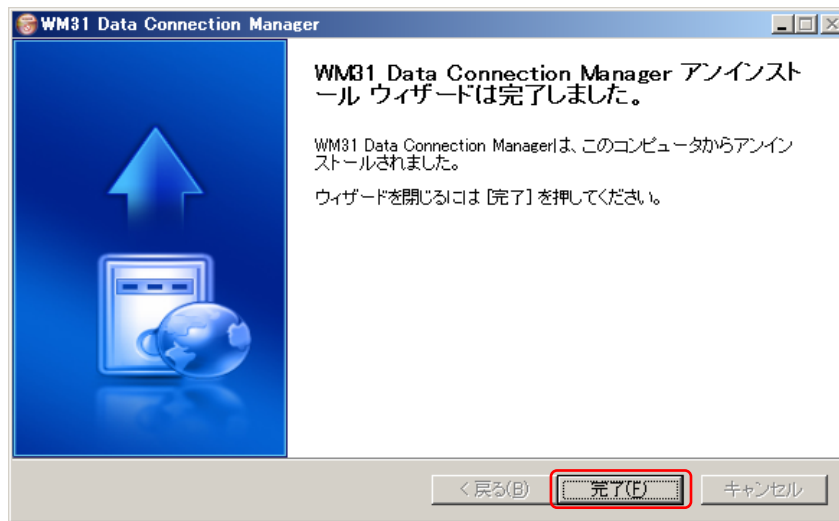 WM31 Data Connection Manager
WM31 Data Connection Manager アンインスト
ール ウィザードは完了しました。
WM31 Data Connection Managerは、このコンピュータからアンイン
ストールされました。
ウィザードを閉じるには [完了] を押してください。
< 戻る(B)
完了(F)
キャンセル